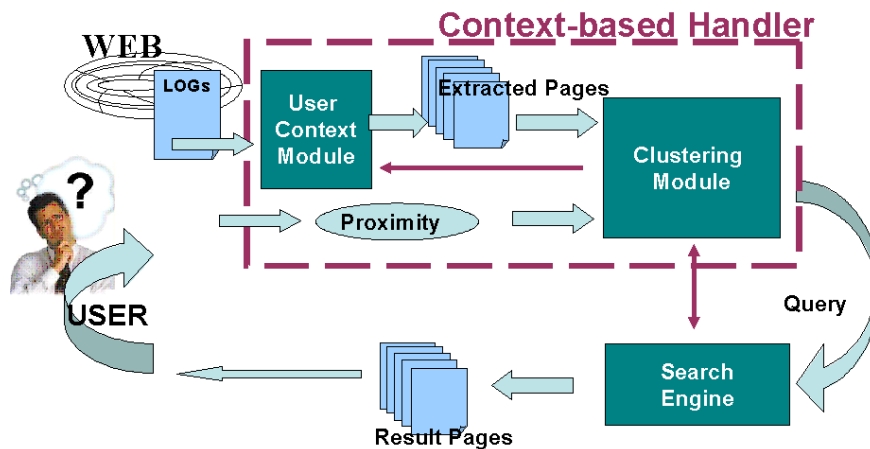 Context-based Handler
WEB
LOGs
User
Context
Module
Extracted Pages
Clustering
Module
?
Proximity
USER
Query
Search
Engine
Result Pages